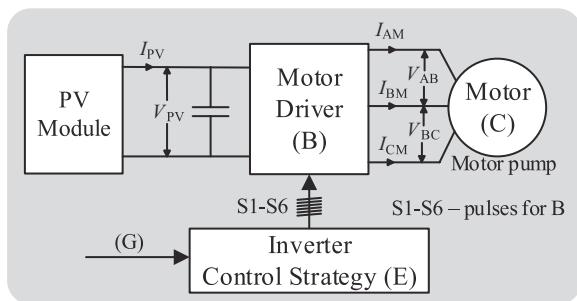 I_PV
PV
Module
V_PV
Motor
Driver
(B)
I_AM
I_BM
I_CM
V_AB
V_BC
Motor
(C)
Motor pump
S1-S6
S1-S6 – pulses for B
(G)
Inverter
Control Strategy (E)